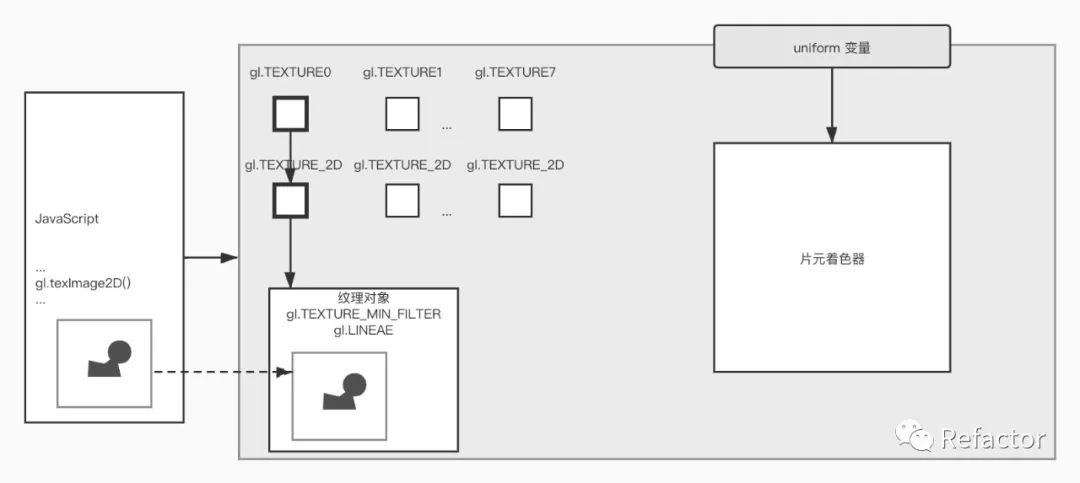 uniform 变量
gl.TEXTURE0
gl.TEXTURE1
gl.TEXTURE7
...
gl.TEXTURE_2D
gl.TEXTURE_2D
gl.TEXTURE_2D
...
JavaScript
...
gl.texImage2D()
...
片元着色器
纹理对象
gl.TEXTURE_MIN_FILTER
gl.LINEAE
Refactor